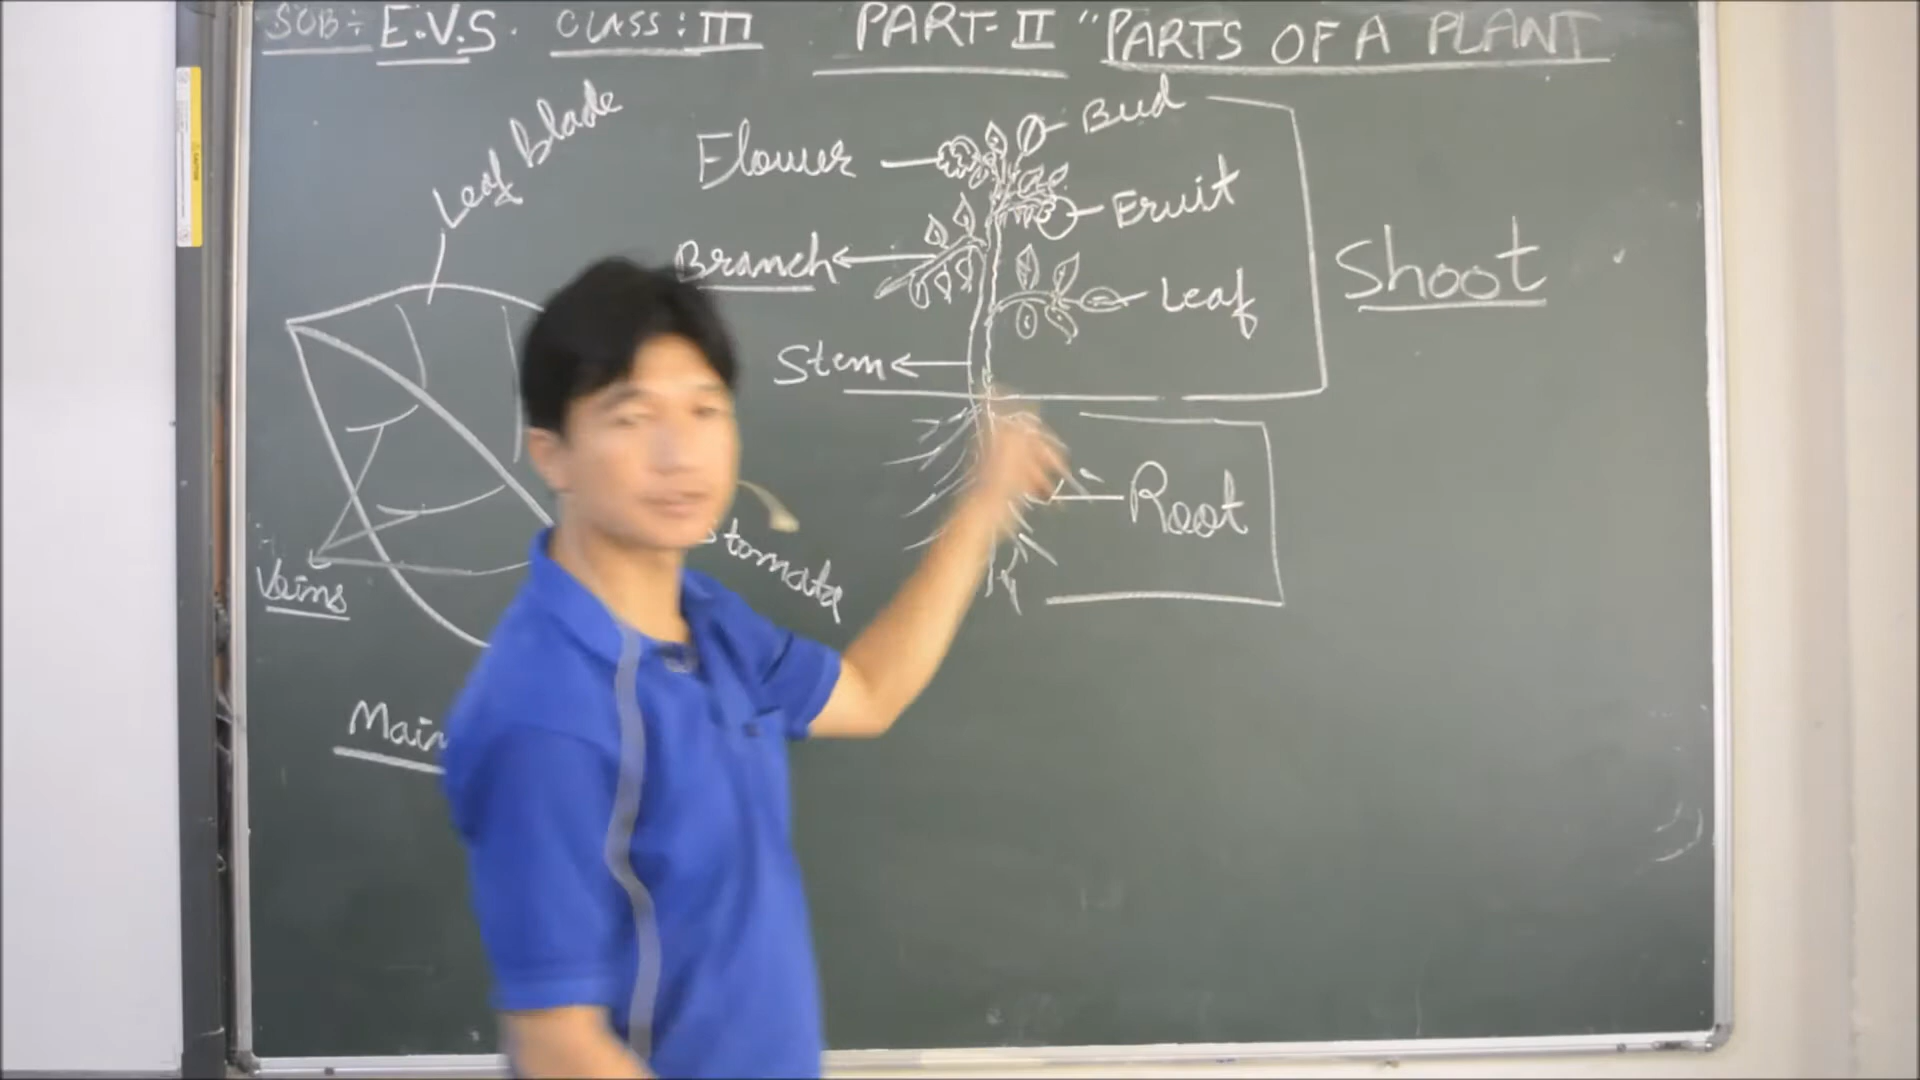 SUB:- E.V.S. CLASS: III PART-II "PARTS OF A PLANT
Leaf Blade
Bud
Flower
Fruit
Branch
Shoot
Leaf
Stem
Root
Stomata
Veins